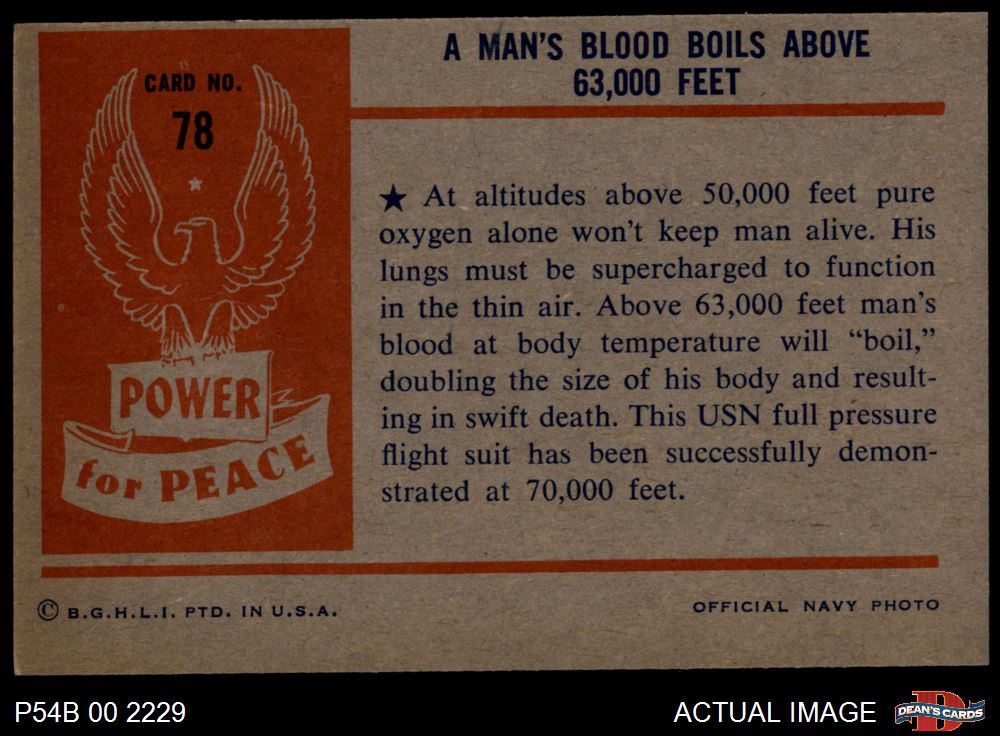 CARD NO.
78
POWER
for PEACE
A MAN'S BLOOD BOILS ABOVE
63,000 FEET
★ At altitudes above 50,000 feet pure
oxygen alone won't keep man alive. His
lungs must be supercharged to function
in the thin air. Above 63,000 feet man's
blood at body temperature will “boil,”
doubling the size of his body and result-
ing in swift death. This USN full pressure
flight suit has been successfully demon-
strated at 70,000 feet.
© B.G.H.L.I. PTD. IN U.S.A.
OFFICIAL NAVY PHOTO
P54B 00 2229
ACTUAL IMAGE
D
DEAN'S CARDS